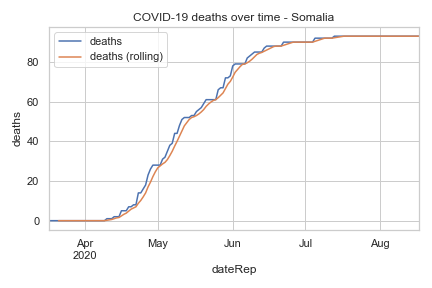 COVID-19 deaths over time - Somalia
deaths
deaths (rolling)
deaths
80
60
40
20
0
Apr May Jun Jul Aug
2020
dateRep